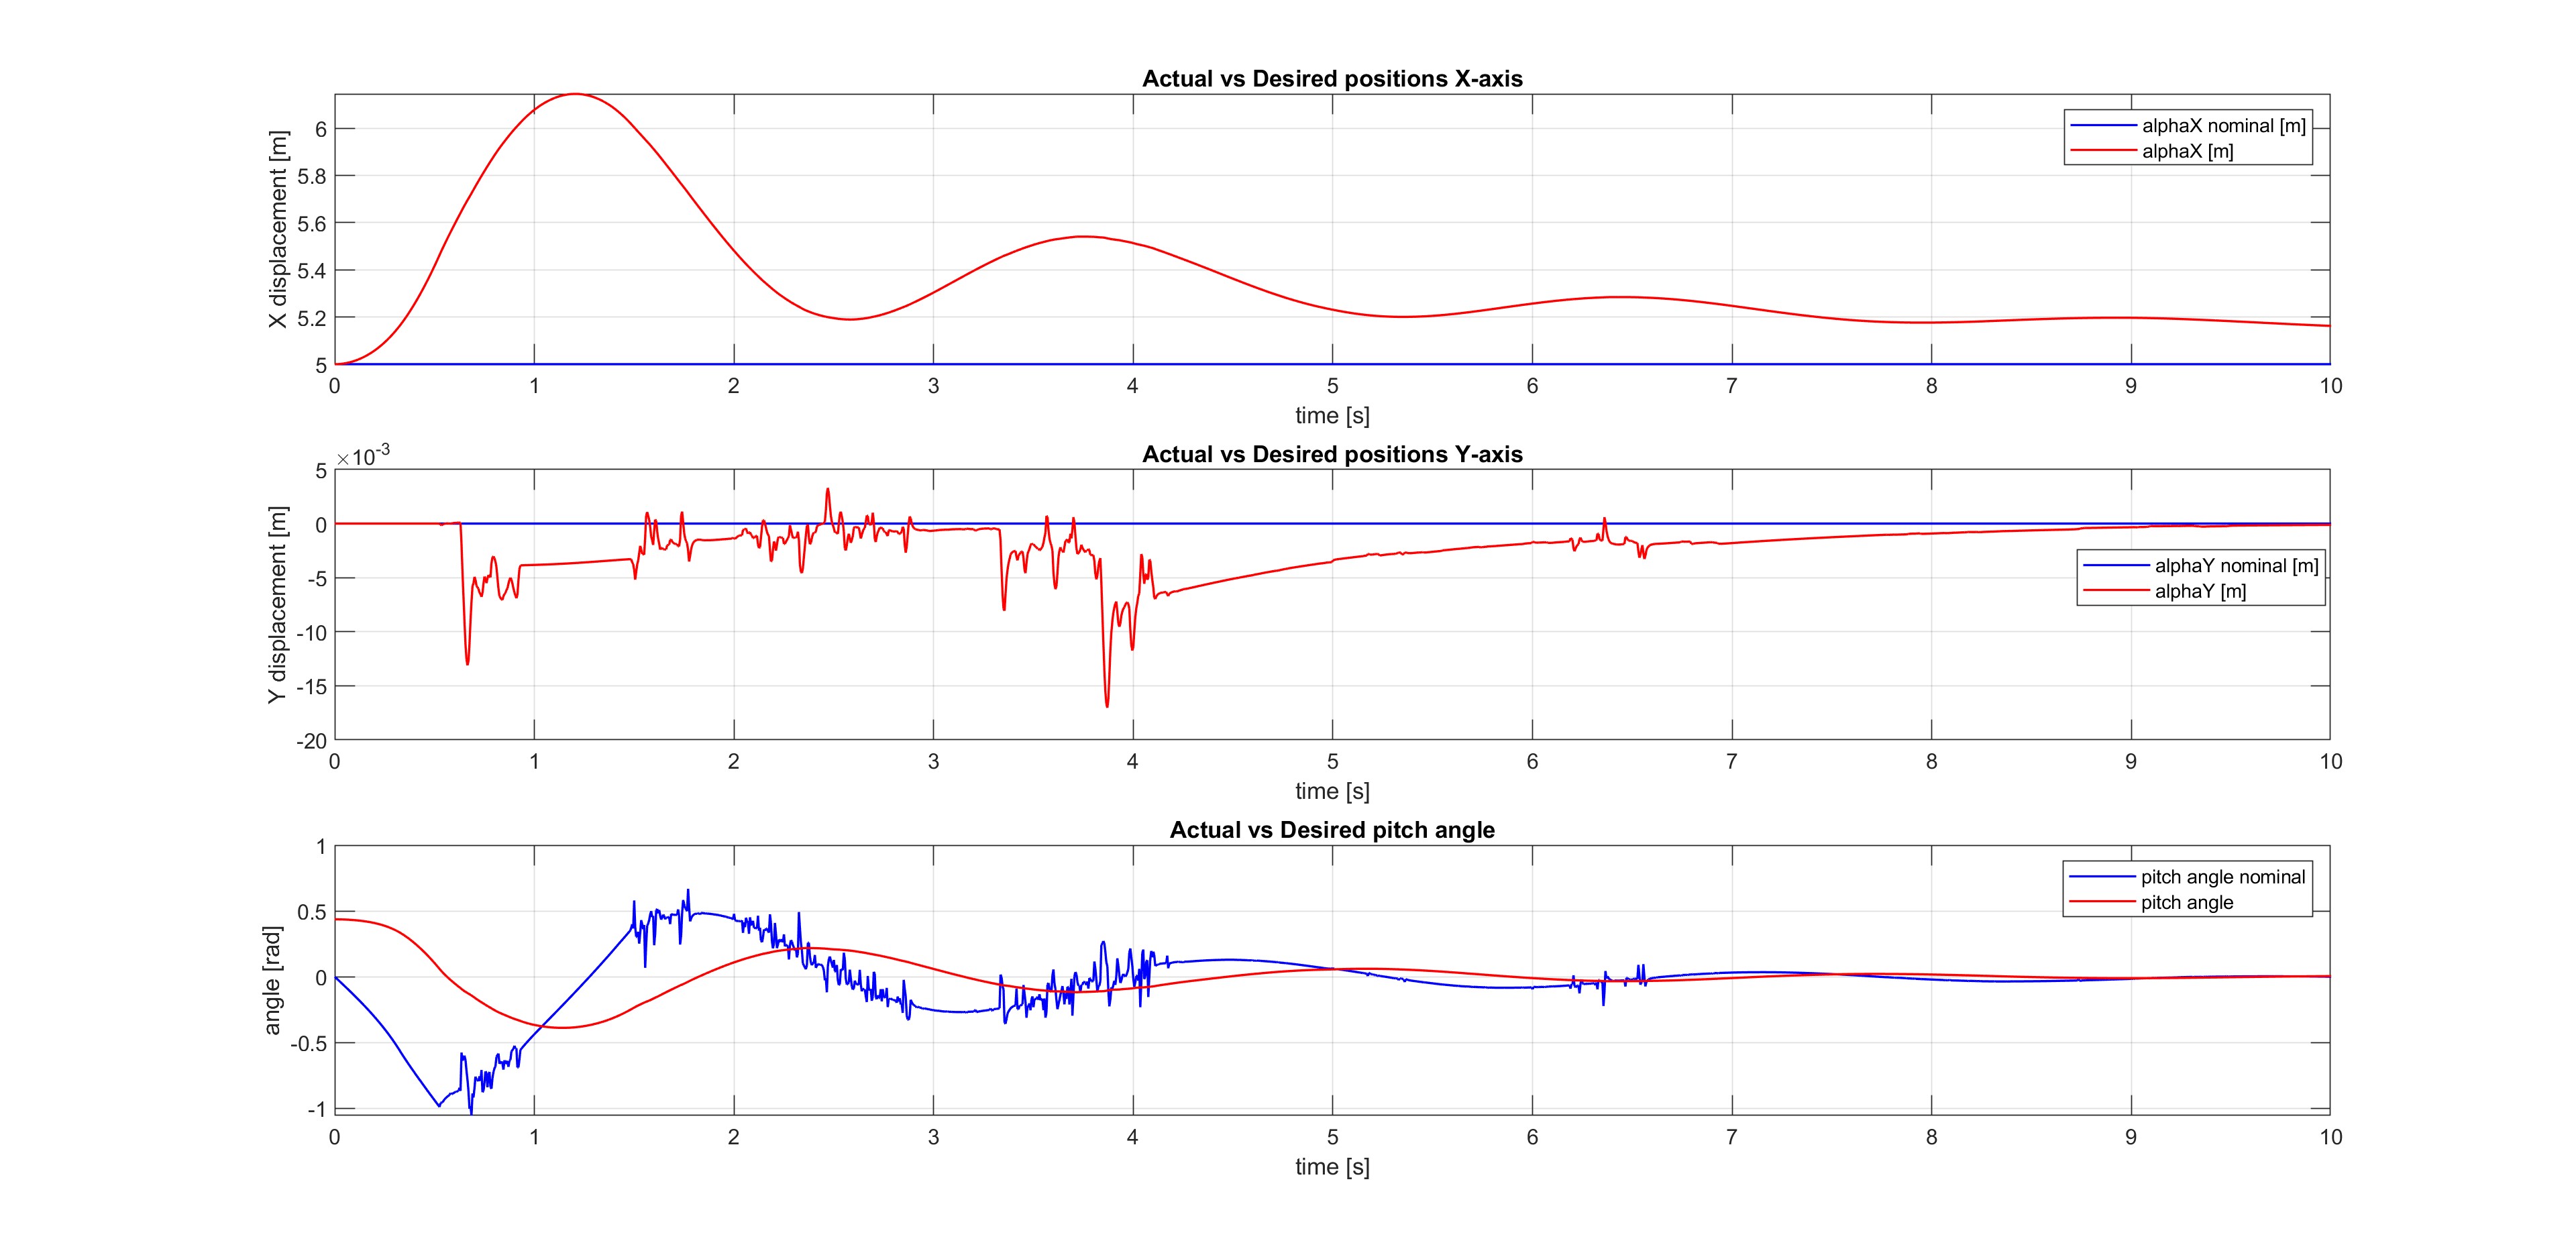 Actual vs Desired positions X-axis
X displacement [m]
6
5.8
5.6
5.4
5.2
5
alphaX nominal [m]
alphaX [m]
0 1 2 3 4 5 6 7 8 9 10
time [s]
Actual vs Desired positions Y-axis
×10-3
Y displacement [m]
5
0
-5
-10
-15
-20
alphaY nominal [m]
alphaY [m]
0 1 2 3 4 5 6 7 8 9 10
time [s]
Actual vs Desired pitch angle
angle [rad]
1
0.5
0
-0.5
-1
pitch angle nominal
pitch angle
0 1 2 3 4 5 6 7 8 9 10
time [s]